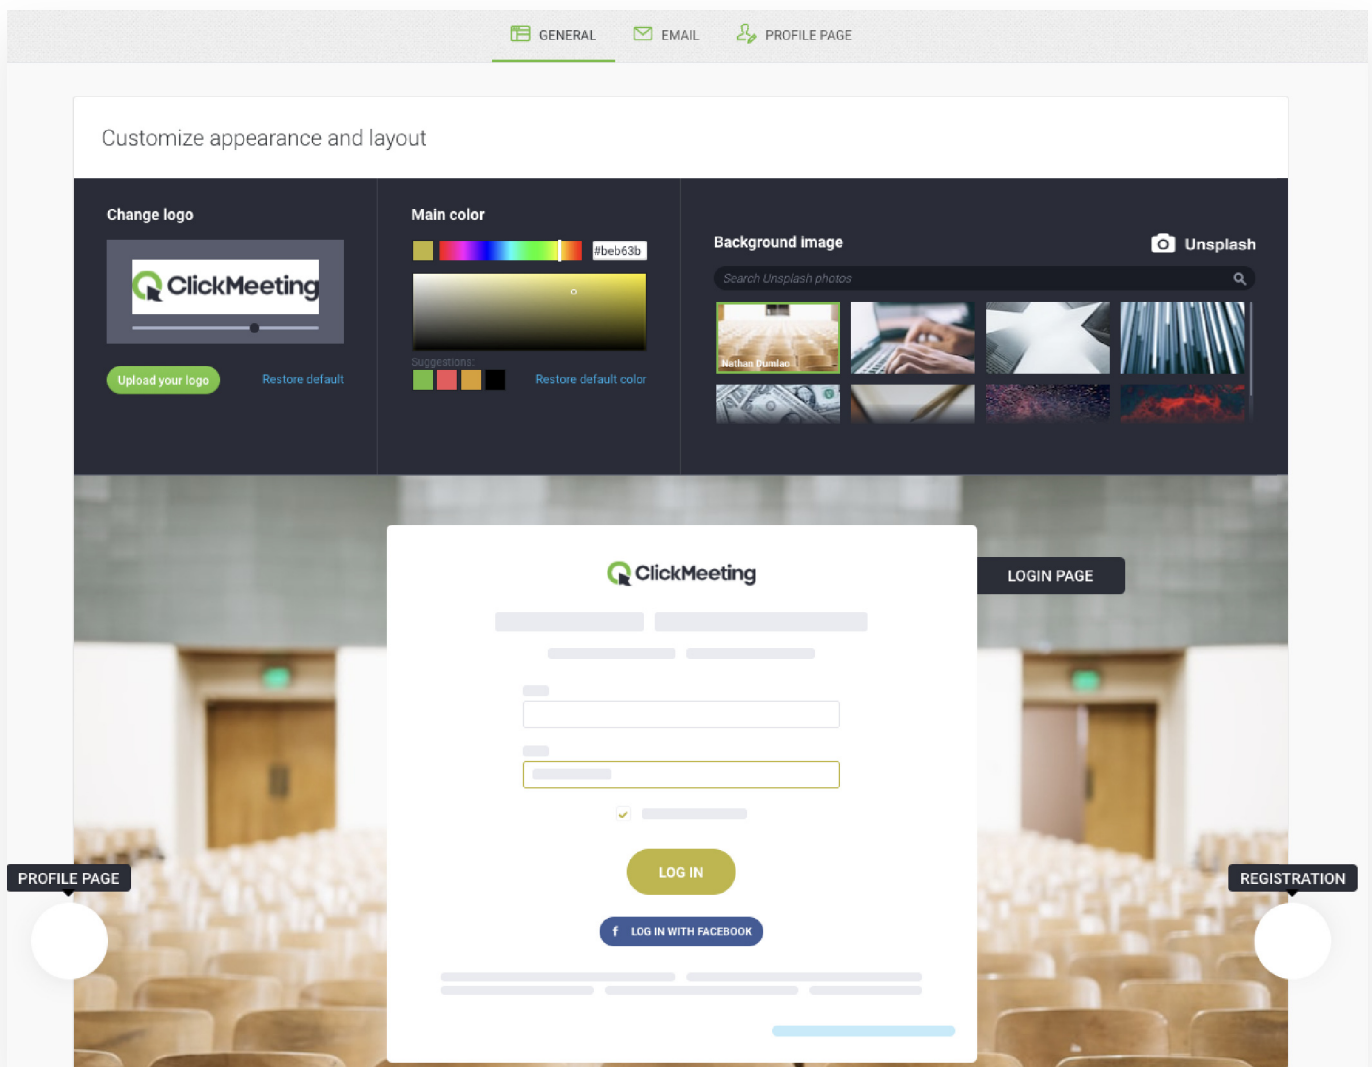 GENERAL
EMAIL
PROFILE PAGE
Customize appearance and layout
Change logo
ClickMeeting
Upload your logo
Restore default
Main color
#beb63b
Suggestions:
Restore default color
Background image
Unsplash
Search Unsplash photos
Nathan Dumlao
ClickMeeting
LOGIN PAGE
LOG IN
f LOG IN WITH FACEBOOK
PROFILE PAGE
REGISTRATION